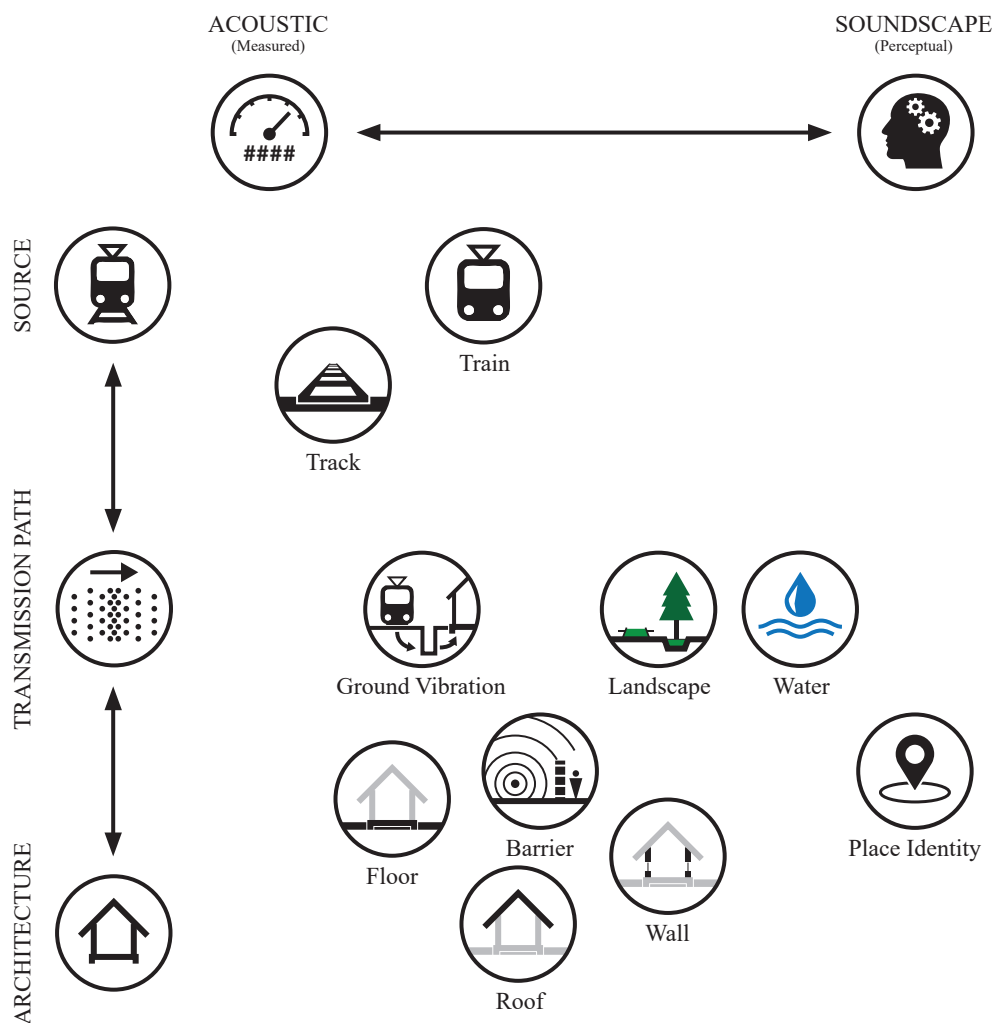 ACOUSTIC
(Measured)
SOUNDSCAPE
(Perceptual)
####
SOURCE
Train
Track
TRANSMISSION PATH
Ground Vibration
Landscape
Water
Floor
Barrier
Place Identity
Wall
ARCHITECTURE
Roof